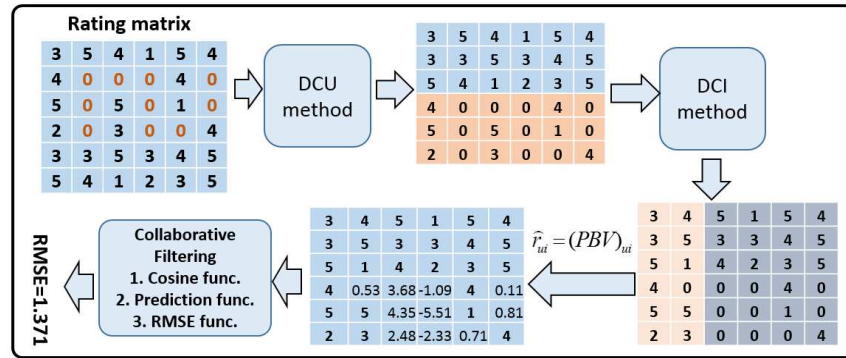 Rating matrix
3 5 4 1 5 4
4 0 0 0 4 0
5 0 5 0 1 0
2 0 3 0 0 4
3 3 5 3 4 5
5 4 1 2 3 5
DCU
method
3 5 4 1 5 4
3 3 5 3 4 5
5 4 1 2 3 5
4 0 0 0 4 0
5 0 5 0 1 0
2 0 3 0 0 4
DCI
method
3 4 5 1 5 4
3 5 3 3 4 5
5 1 4 2 3 5
4 0 0 0 4 0
5 5 0 0 1 0
2 3 0 0 0 4
r̂ui = (PBV)ui
3 4 5 1 5 4
3 5 3 3 4 5
5 1 4 2 3 5
4 0.53 3.68 -1.09 4 0.11
5 5 4.35 -5.51 1 0.81
2 3 2.48 -2.33 0.71 4
Collaborative
Filtering
1. Cosine func.
2. Prediction func.
3. RMSE func.
RMSE=1.371